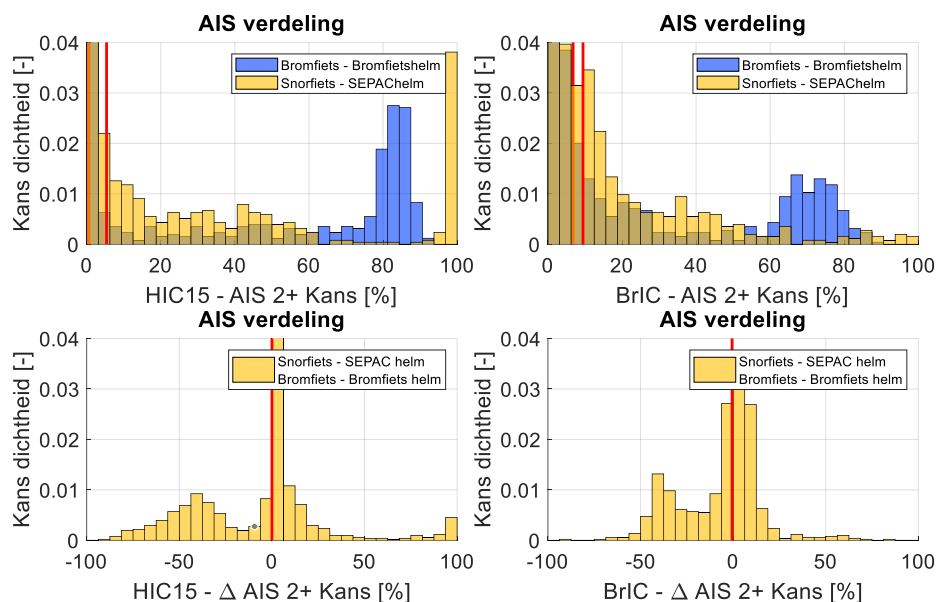 AIS verdeling
Kans dichtheid [-]
0.04
0.03
0.02
0.01
0
Bromfiets - Bromfietshelm
Snorfiets - SEPAChelm
0 20 40 60 80 100
HIC15 - AIS 2+ Kans [%]
AIS verdeling
Kans dichtheid [-]
0.04
0.03
0.02
0.01
0
Bromfiets - Bromfietshelm
Snorfiets - SEPAChelm
0 20 40 60 80 100
BrIC - AIS 2+ Kans [%]
AIS verdeling
Kans dichtheid [-]
0.04
0.03
0.02
0.01
0
Snorfiets - SEPAC helm
Bromfiets - Bromfiets helm
-100 -50 0 50 100
HIC15 - Δ AIS 2+ Kans [%]
AIS verdeling
Kans dichtheid [-]
0.04
0.03
0.02
0.01
0
Snorfiets - SEPAC helm
Bromfiets - Bromfiets helm
-100 -50 0 50 100
BrIC - Δ AIS 2+ Kans [%]